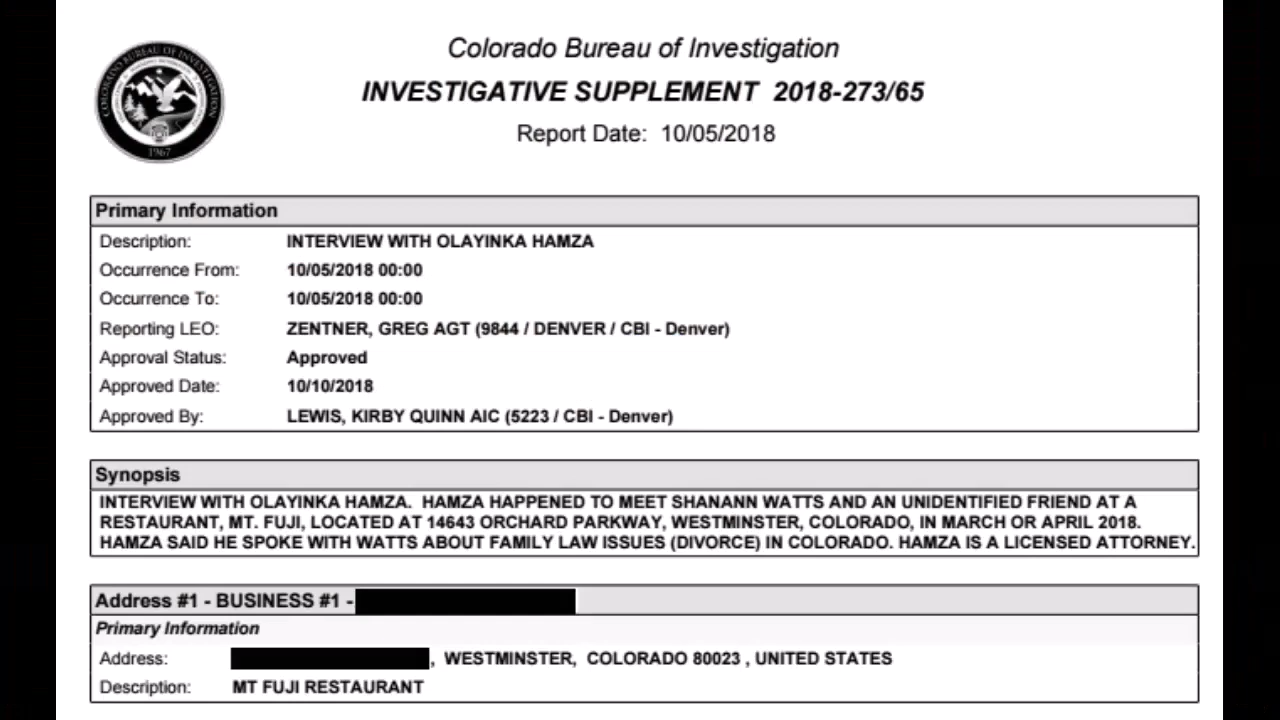 COLORADO BUREAU OF INVESTIGATION
1967
Colorado Bureau of Investigation
INVESTIGATIVE SUPPLEMENT 2018-273/65
Report Date: 10/05/2018
Primary Information
Description: INTERVIEW WITH OLAYINKA HAMZA
Occurrence From: 10/05/2018 00:00
Occurrence To: 10/05/2018 00:00
Reporting LEO: ZENTNER, GREG AGT (9844 / DENVER / CBI - Denver)
Approval Status: Approved
Approved Date: 10/10/2018
Approved By: LEWIS, KIRBY QUINN AIC (5223 / CBI - Denver)
Synopsis
INTERVIEW WITH OLAYINKA HAMZA. HAMZA HAPPENED TO MEET SHANANN WATTS AND AN UNIDENTIFIED FRIEND AT A
RESTAURANT, MT. FUJI, LOCATED AT 14643 ORCHARD PARKWAY, WESTMINSTER, COLORADO, IN MARCH OR APRIL 2018.
HAMZA SAID HE SPOKE WITH WATTS ABOUT FAMILY LAW ISSUES (DIVORCE) IN COLORADO. HAMZA IS A LICENSED ATTORNEY.
Address #1 - BUSINESS #1 -
Primary Information
Address: , WESTMINSTER, COLORADO 80023 , UNITED STATES
Description: MT FUJI RESTAURANT